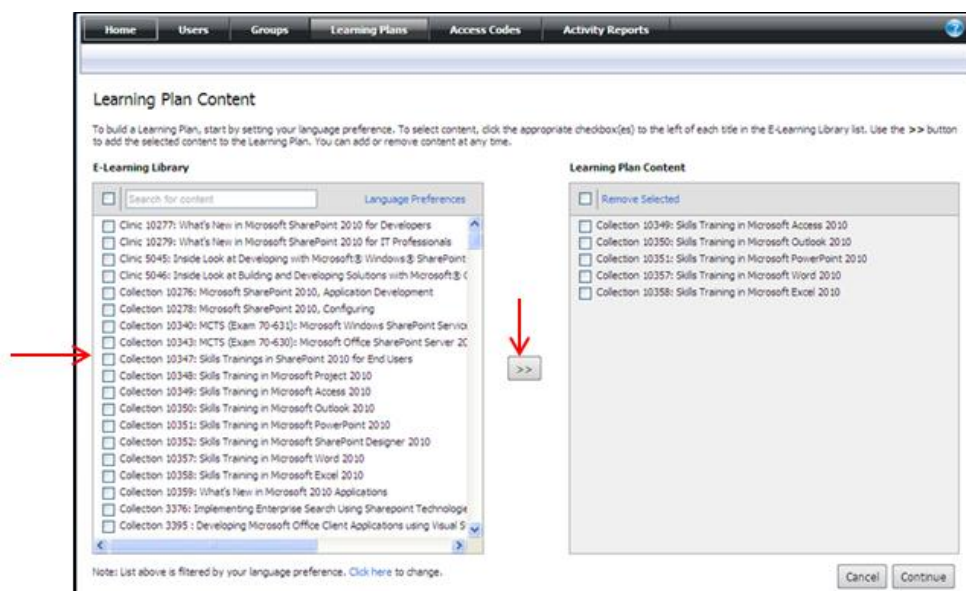 Home Users Groups Learning Plans Access Codes Activity Reports ?
Learning Plan Content
To build a Learning Plan, start by setting your language preference. To select content, click the appropriate checkbox(es) to the left of each title in the E-Learning Library list. Use the >> button
to add the selected content to the Learning Plan. You can add or remove content at any time.
E-Learning Library
Search for content Language Preferences
Clinic 10277: What's New in Microsoft SharePoint 2010 for Developers
Clinic 10279: What's New in Microsoft SharePoint 2010 for IT Professionals
Clinic 5045: Inside Look at Developing with Microsoft® Windows® SharePoint
Clinic 5046: Inside Look at Building and Developing Solutions with Microsoft®
Collection 10276: Microsoft SharePoint 2010, Application Development
Collection 10278: Microsoft SharePoint 2010, Configuring
Collection 10340: MCTS (Exam 70-631): Microsoft Windows SharePoint Service
Collection 10343: MCTS (Exam 70-630): Microsoft Office SharePoint Server 20
Collection 10347: Skills Trainings in SharePoint 2010 for End Users
Collection 10348: Skills Training in Microsoft Project 2010
Collection 10349: Skills Training in Microsoft Access 2010
Collection 10350: Skills Training in Microsoft Outlook 2010
Collection 10351: Skills Training in Microsoft PowerPoint 2010
Collection 10352: Skills Training in Microsoft SharePoint Designer 2010
Collection 10357: Skills Training in Microsoft Word 2010
Collection 10358: Skills Training in Microsoft Excel 2010
Collection 10359: What's New in Microsoft 2010 Applications
Collection 3376: Implementing Enterprise Search Using Sharepoint Technologie
Collection 3395 : Developing Microsoft Office Client Applications using Visual S
Note: List above is filtered by your language preference. Click here to change.
>>
Learning Plan Content
Remove Selected
Collection 10349: Skills Training in Microsoft Access 2010
Collection 10350: Skills Training in Microsoft Outlook 2010
Collection 10351: Skills Training in Microsoft PowerPoint 2010
Collection 10357: Skills Training in Microsoft Word 2010
Collection 10358: Skills Training in Microsoft Excel 2010
Cancel Continue